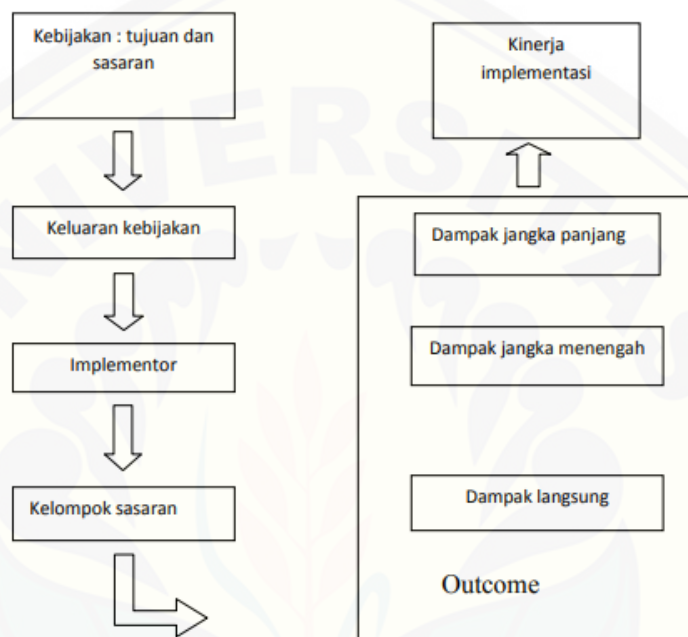 Kebijakan : tujuan dan
sasaran
Keluaran kebijakan
Implementor
Kelompok sasaran
Kinerja
implementasi
Dampak jangka panjang
Dampak jangka menengah
Dampak langsung
Outcome
UNIVERSITAS